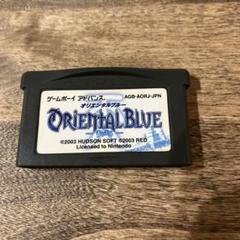 ゲームボーイ アドバンス AGB-AORJ-JPN
オリエンタルブルー
ORIENTAL BLUE
©2003 HUDSON SOFT ©2003 RED
Licensed to Nintendo